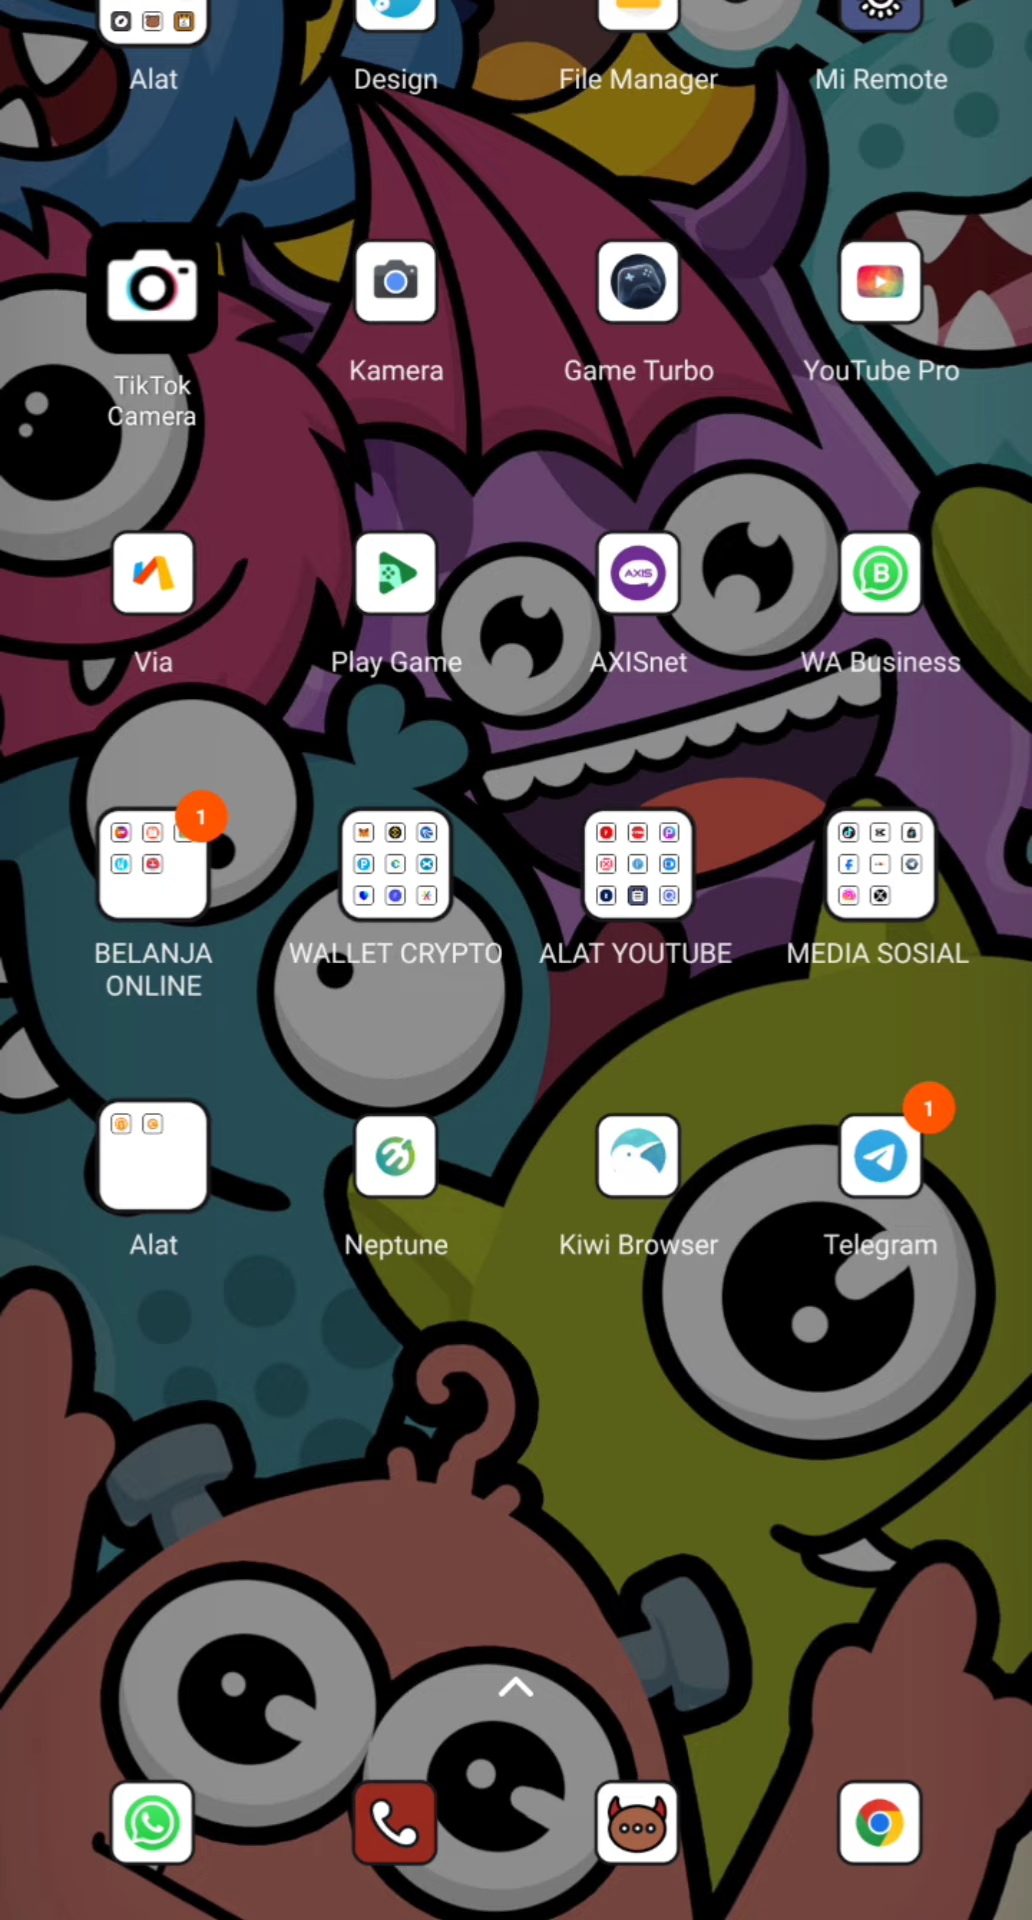 Alat
Design
File Manager
Mi Remote
TikTok
Camera
Kamera
Game Turbo
YouTube Pro
Via
Play Game
AXIS
AXISnet
B
WA Business
1
BELANJA
ONLINE
WALLET CRYPTO
ALAT YOUTUBE
MEDIA SOSIAL
Alat
Neptune
Kiwi Browser
1
Telegram